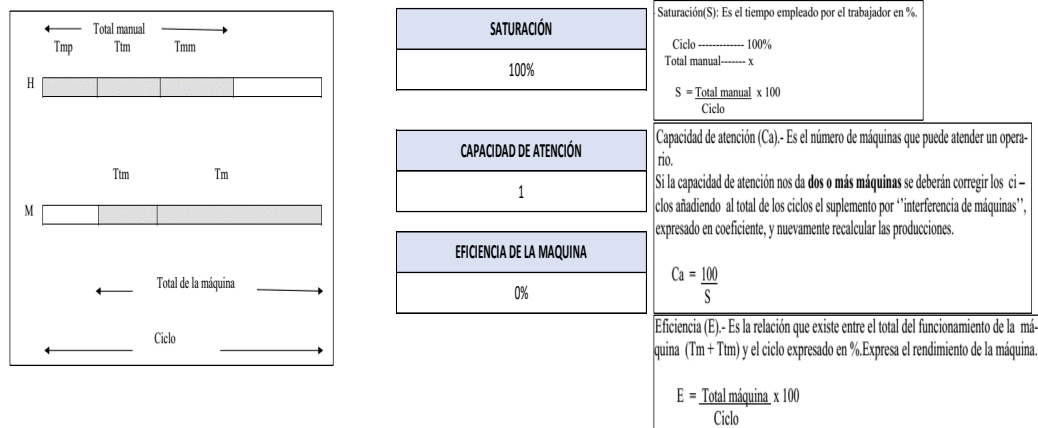 Total manual
Tmp Ttm Tmm
H
Ttm Tm
M
Total de la máquina
Ciclo
SATURACIÓN
100%
CAPACIDAD DE ATENCIÓN
1
EFICIENCIA DE LA MAQUINA
0%
Saturación(S): Es el tiempo empleado por el trabajador en %.
Ciclo ------------- 100%
Total manual------- x
S = Total manual x 100
Ciclo
Capacidad de atención (Ca).- Es el número de máquinas que puede atender un opera-
rio.
Si la capacidad de atención nos da dos o más máquinas se deberán corregir los ci –
clos añadiendo al total de los ciclos el suplemento por ‘’interferencia de máquinas’’,
expresado en coeficiente, y nuevamente recalcular las producciones.
Ca = 100
S
Eficiencia (E).- Es la relación que existe entre el total del funcionamiento de la má-
quina (Tm + Ttm) y el ciclo expresado en %.Expresa el rendimiento de la máquina.
E = Total máquina x 100
Ciclo